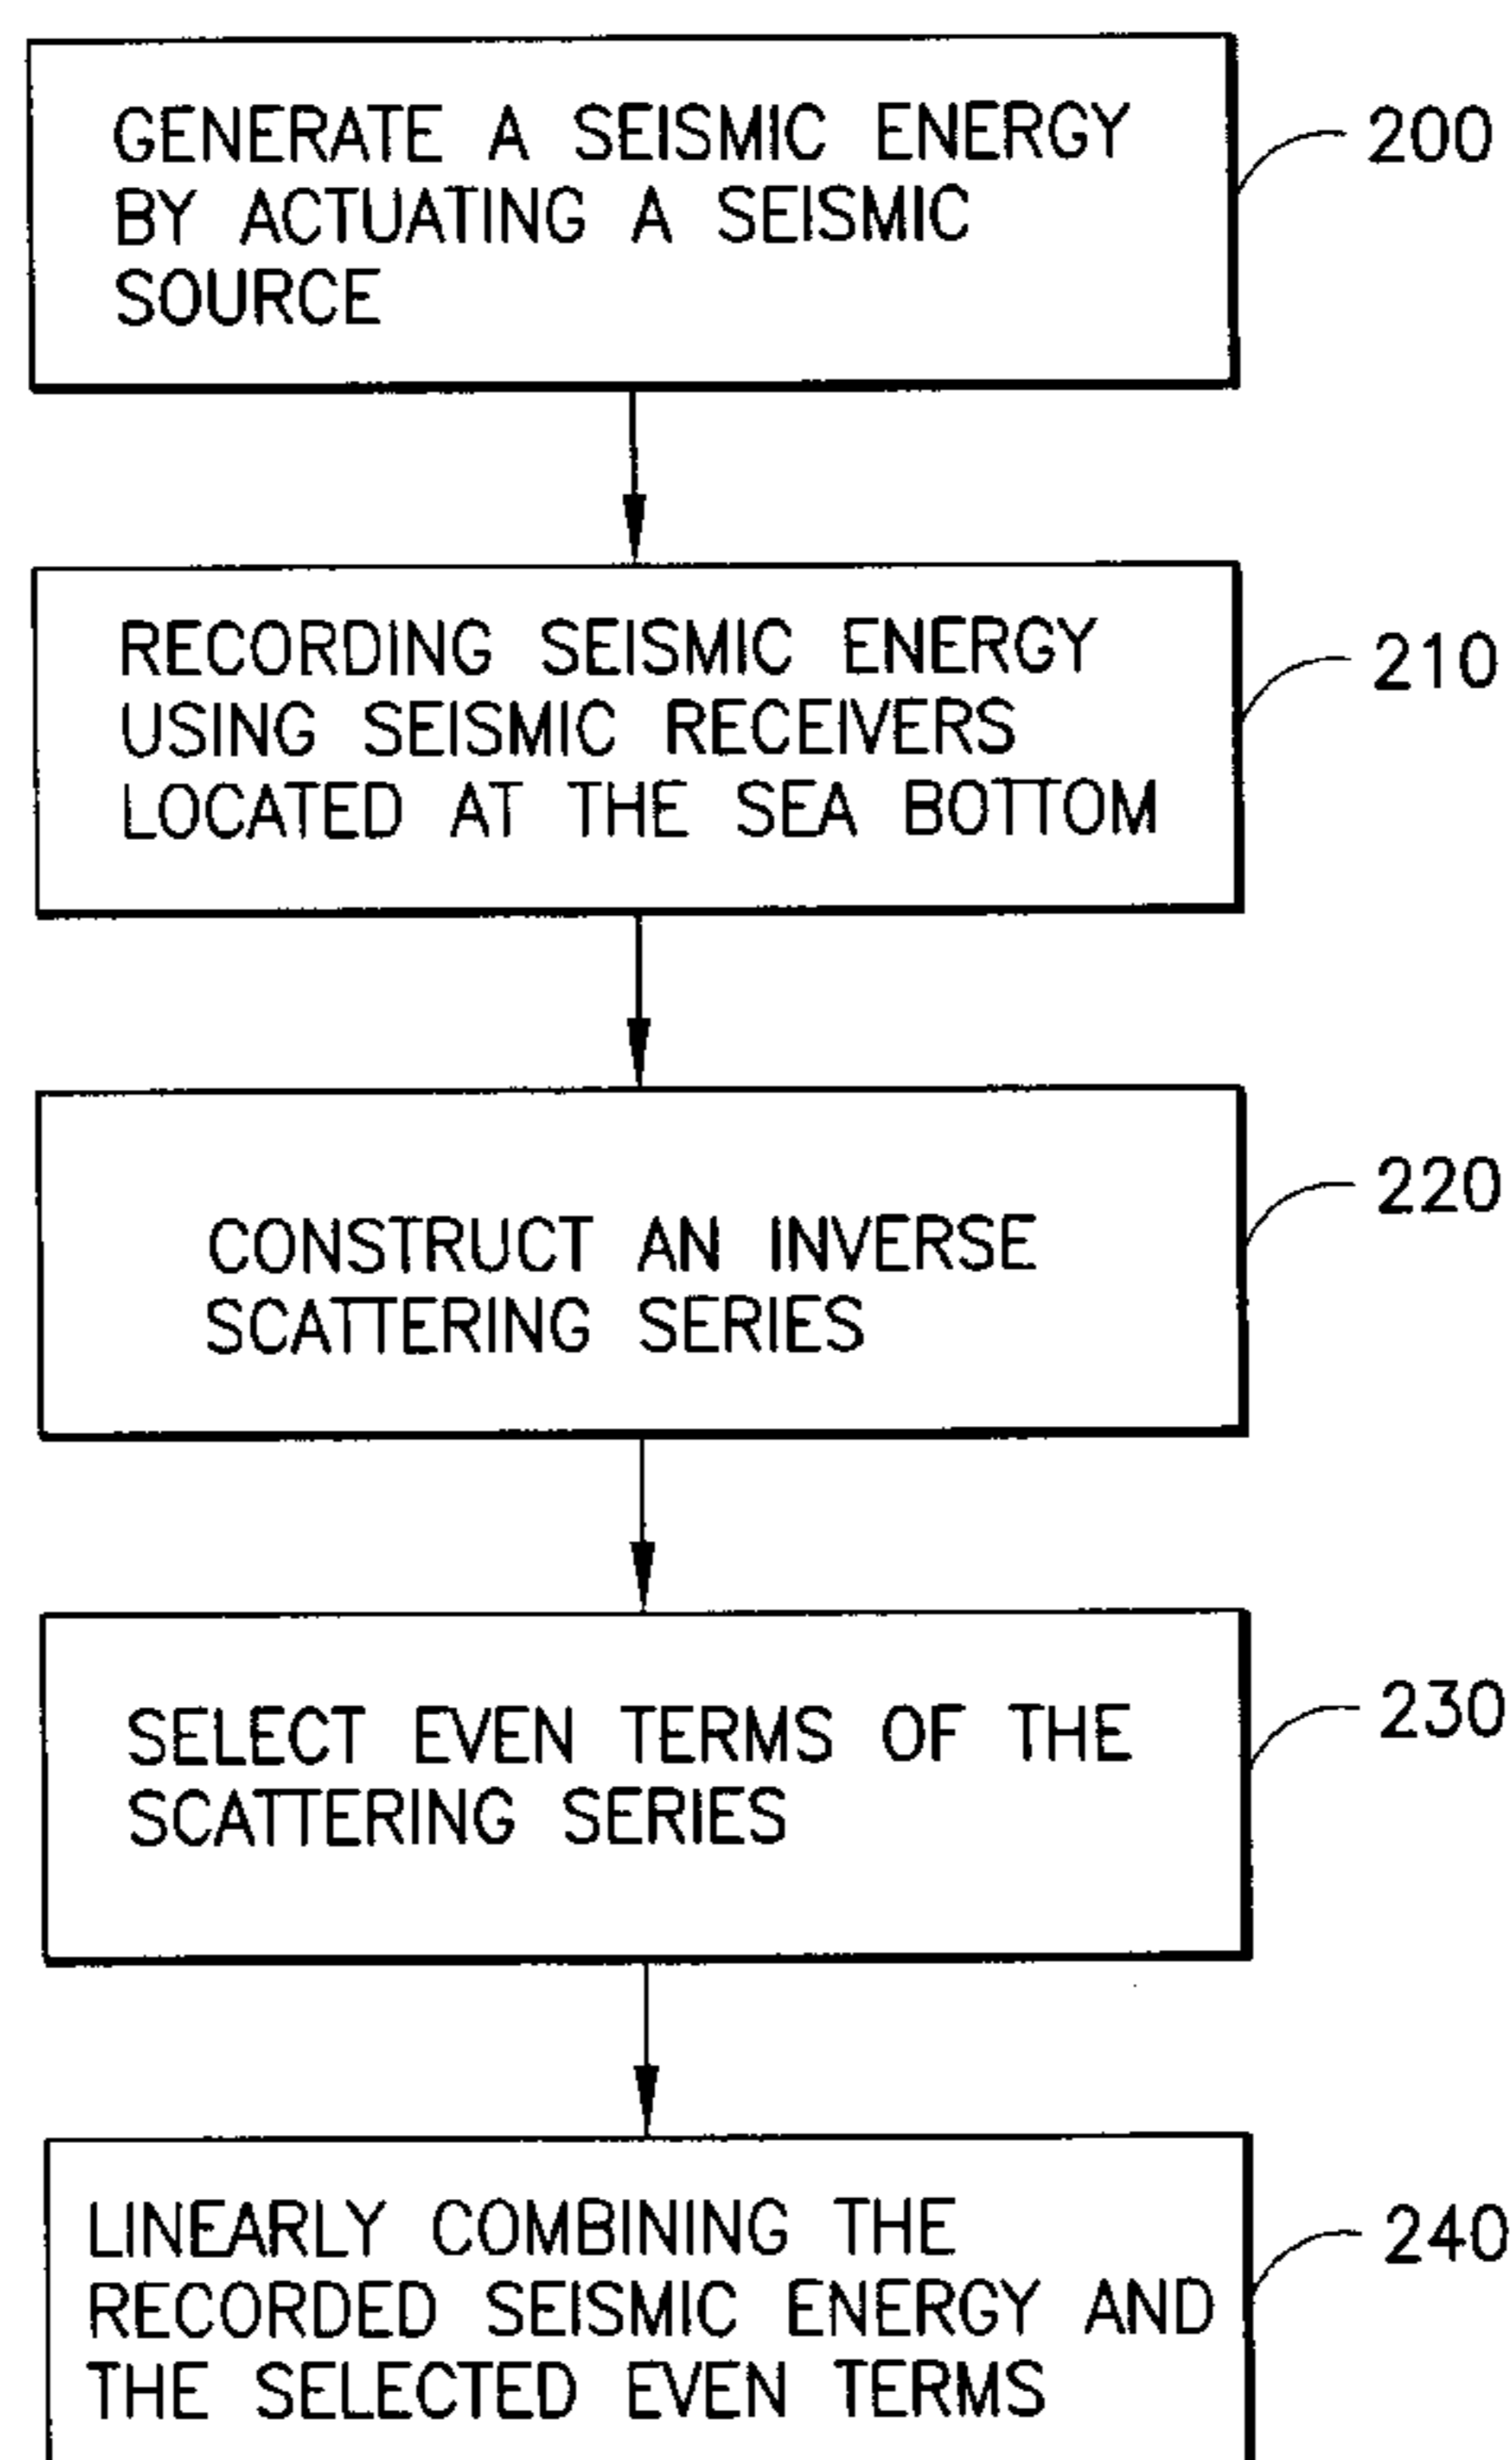 GENERATE A SEISMIC ENERGY
BY ACTUATING A SEISMIC
SOURCE
200
RECORDING SEISMIC ENERGY
USING SEISMIC RECEIVERS
LOCATED AT THE SEA BOTTOM
210
CONSTRUCT AN INVERSE
SCATTERING SERIES
220
SELECT EVEN TERMS OF THE
SCATTERING SERIES
230
LINEARLY COMBINING THE
RECORDED SEISMIC ENERGY AND
THE SELECTED EVEN TERMS
240